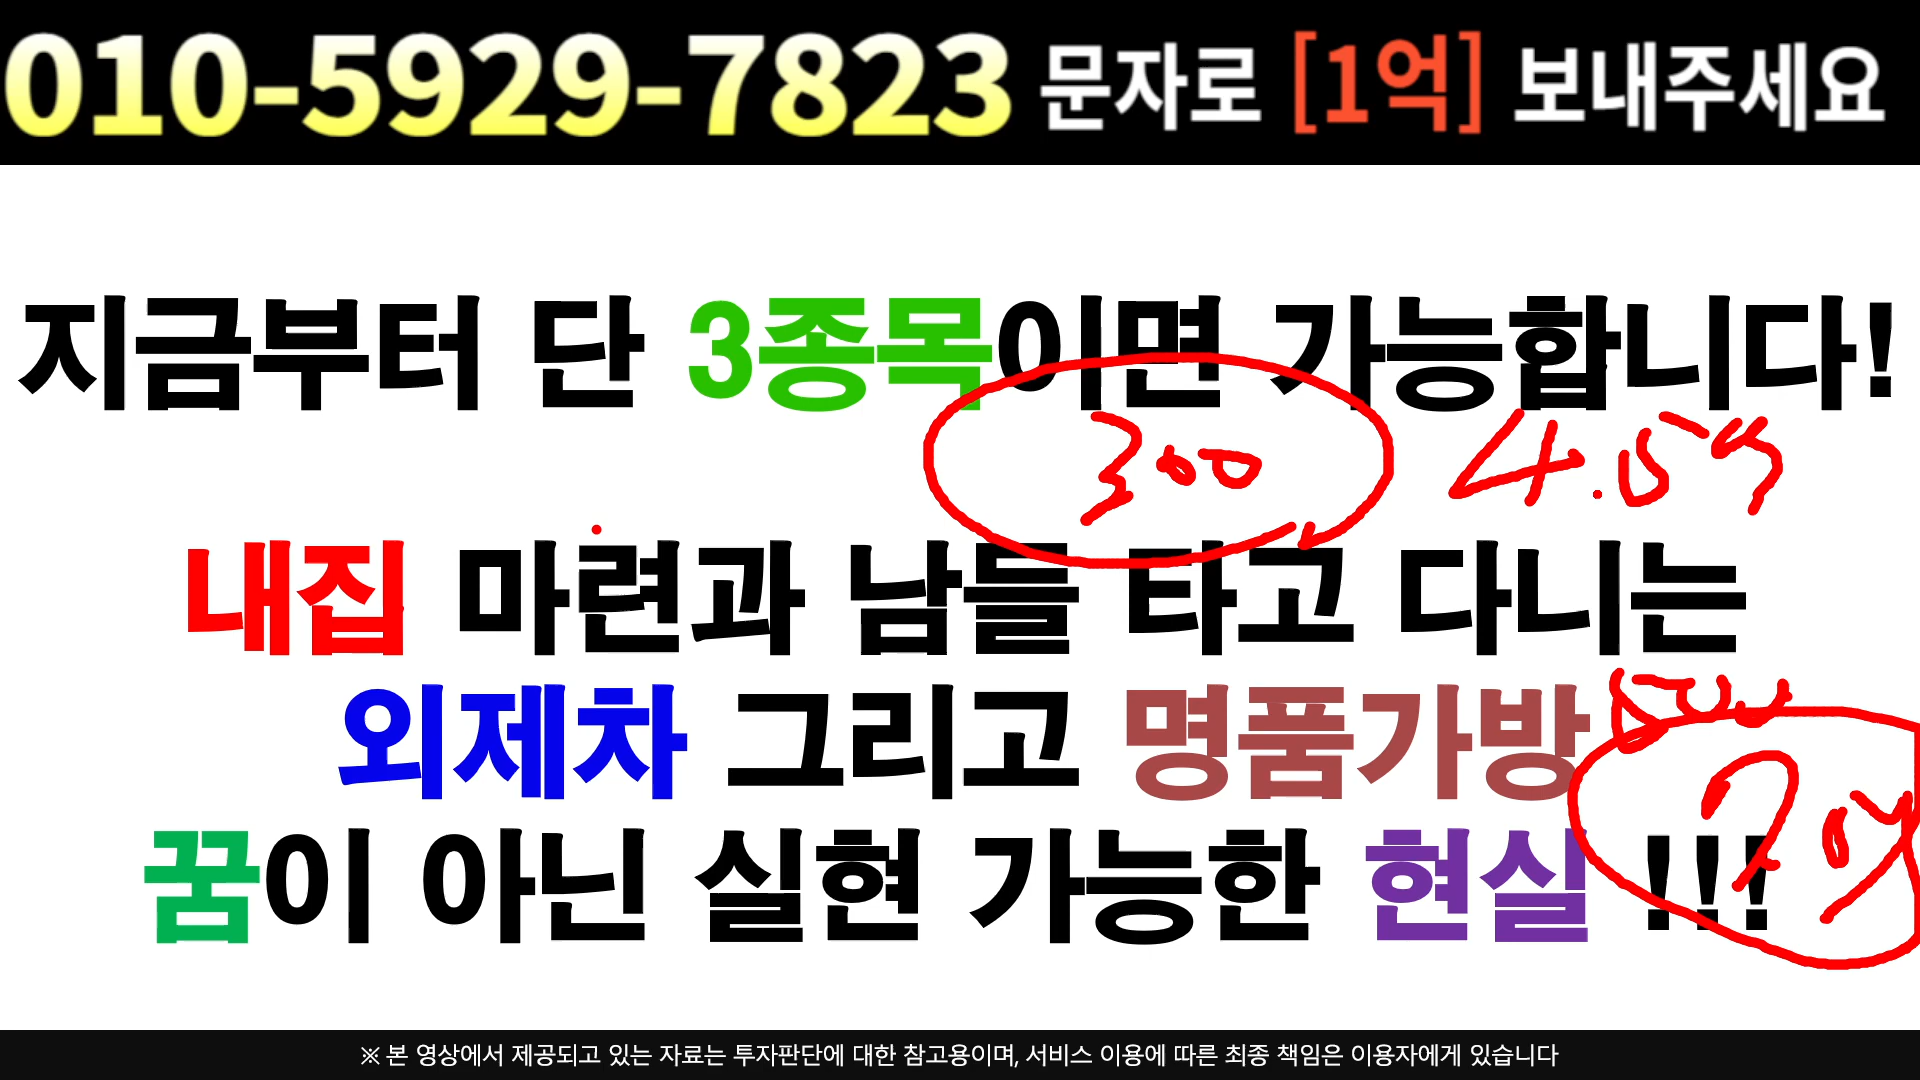 010-5929-7823 문자로 [1억] 보내주세요
지금부터 단 3종목이면 가능합니다!
300
4.5억
내집 마련과 남들 타고 다니는
외제차 그리고 명품가방
500
꿈이 아닌 실현 가능한 현실 !!!
※ 본 영상에서 제공되고 있는 자료는 투자판단에 대한 참고용이며, 서비스 이용에 따른 최종 책임은 이용자에게 있습니다